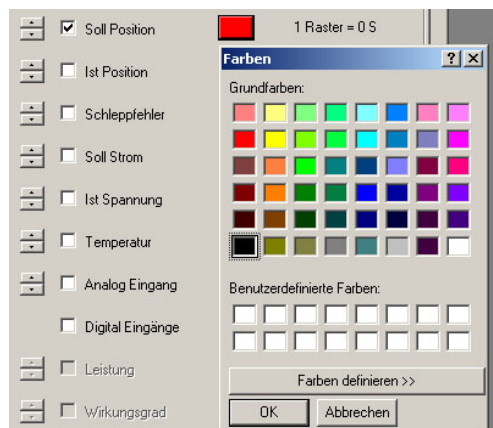 Soll Position
1 Raster = 0 S
Ist Position
Schleppfehler
Soll Strom
Ist Spannung
Temperatur
Analog Eingang
Digital Eingänge
Leistung
Wirkungsgrad
Farben
Grundfarben:
Benutzerdefinierte Farben:
Farben definieren >>
OK
Abbrechen